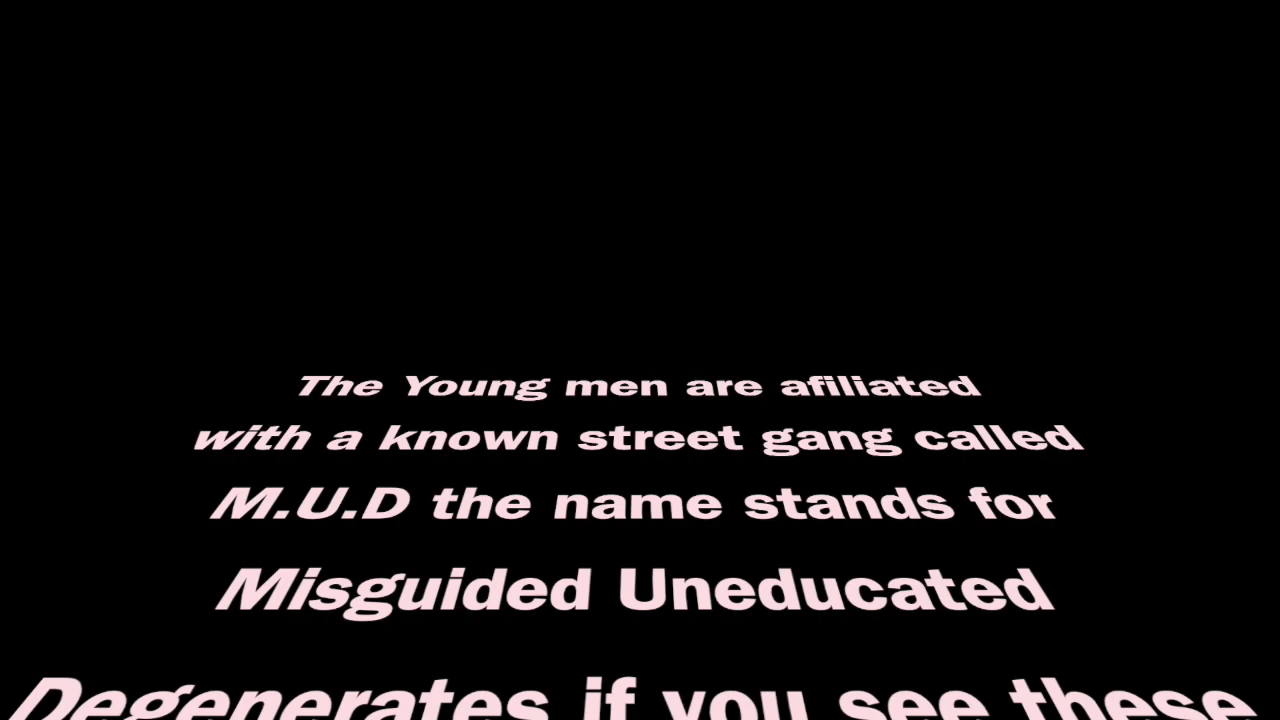 The Young men are afiliated
with a known street gang called
M.U.D the name stands for
Misguided Uneducated
Degenerates if you see these